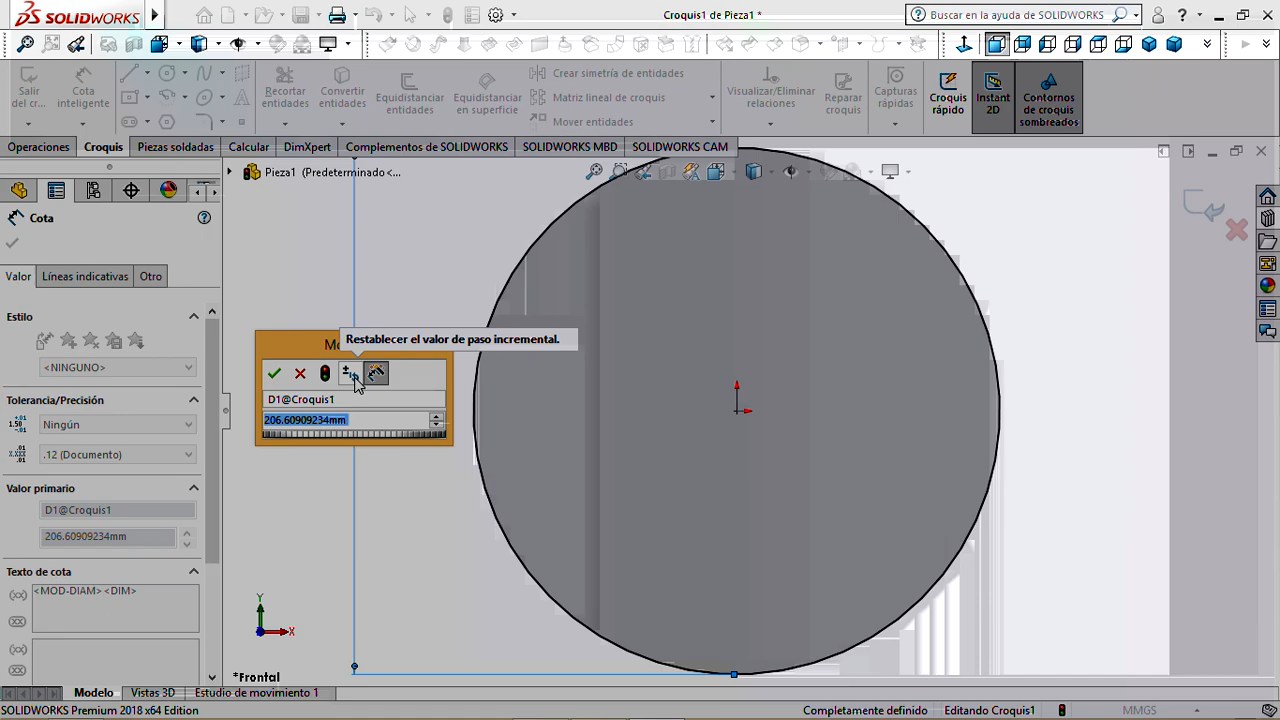 SOLIDWORKS
Croquis1 de Pieza1 *
Buscar en la ayuda de SOLIDWORKS
Salir
del cr...
Cota
inteligente
Recortar
entidades
Convertir
entidades
Equidistanciar
entidades
Equidistanciar
en superficie
Crear simetría de entidades
Matriz lineal de croquis
Mover entidades
Visualizar/Eliminar
relaciones
Reparar
croquis
Capturas
rápidas
Croquis
rápido
Instant
2D
Contornos
de croquis
sombreados
Operaciones
Croquis
Piezas soldadas
Calcular
DimXpert
Complementos de SOLIDWORKS
SOLIDWORKS MBD
SOLIDWORKS CAM
Pieza1 (Predeterminado<...
Cota
Valor
Líneas indicativas
Otro
Estilo
<NINGUNO>
Tolerancia/Precisión
Ningún
.12 (Documento)
Valor primario
D1@Croquis1
206.60909234mm
Texto de cota
<MOD-DIAM><DIM>
Restablecer el valor de paso incremental.
D1@Croquis1
206.60909234mm
Y
X
*Frontal
Modelo
Vistas 3D
Estudio de movimiento 1
SOLIDWORKS Premium 2018 x64 Edition
Completamente definido
Editando Croquis1
MMGS